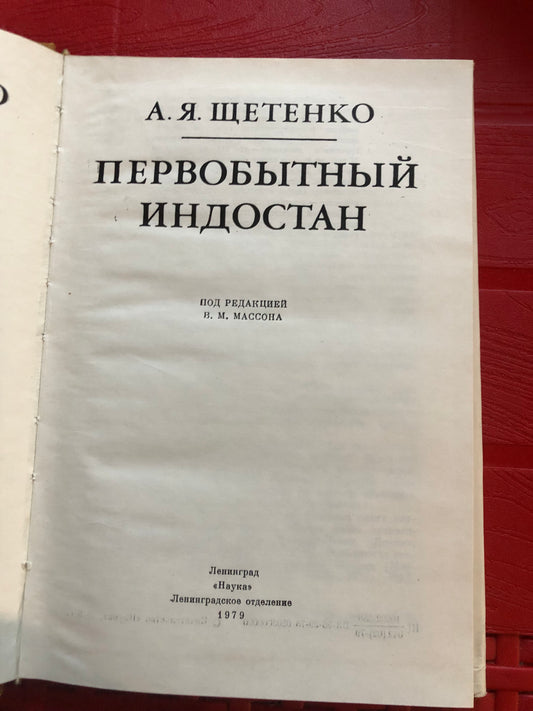 А. Я. ЩЕТЕНКО
ПЕРВОБЫТНЫЙ
ИНДОСТАН
ПОД РЕДАКЦИЕЙ
В. М. МАССОНА
Ленинград
«Наука»
Ленинградское отделение
1979